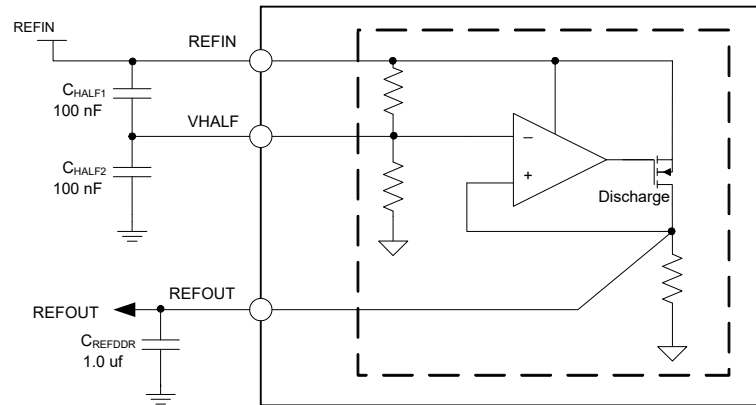 REFIN
REFIN
CHALF1
100 nF
VHALF
CHALF2
100 nF
−
+
Discharge
REFOUT
REFOUT
CREFDDR
1.0 uf